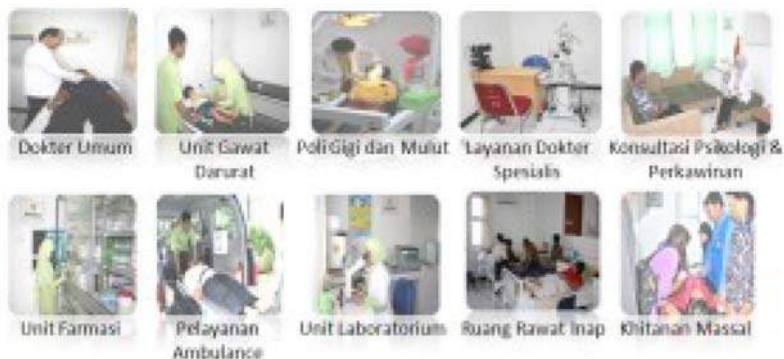 Dokter Umum
Unit Gawat
Darurat
Poli Gigi dan Mulut
Layanan Dokter
Spesialis
Konsultasi Psikologi &
Perkawinan
Unit Farmasi
Pelayanan
Ambulance
Unit Laboratorium
Ruang Rawat Inap
Khitanan Massal